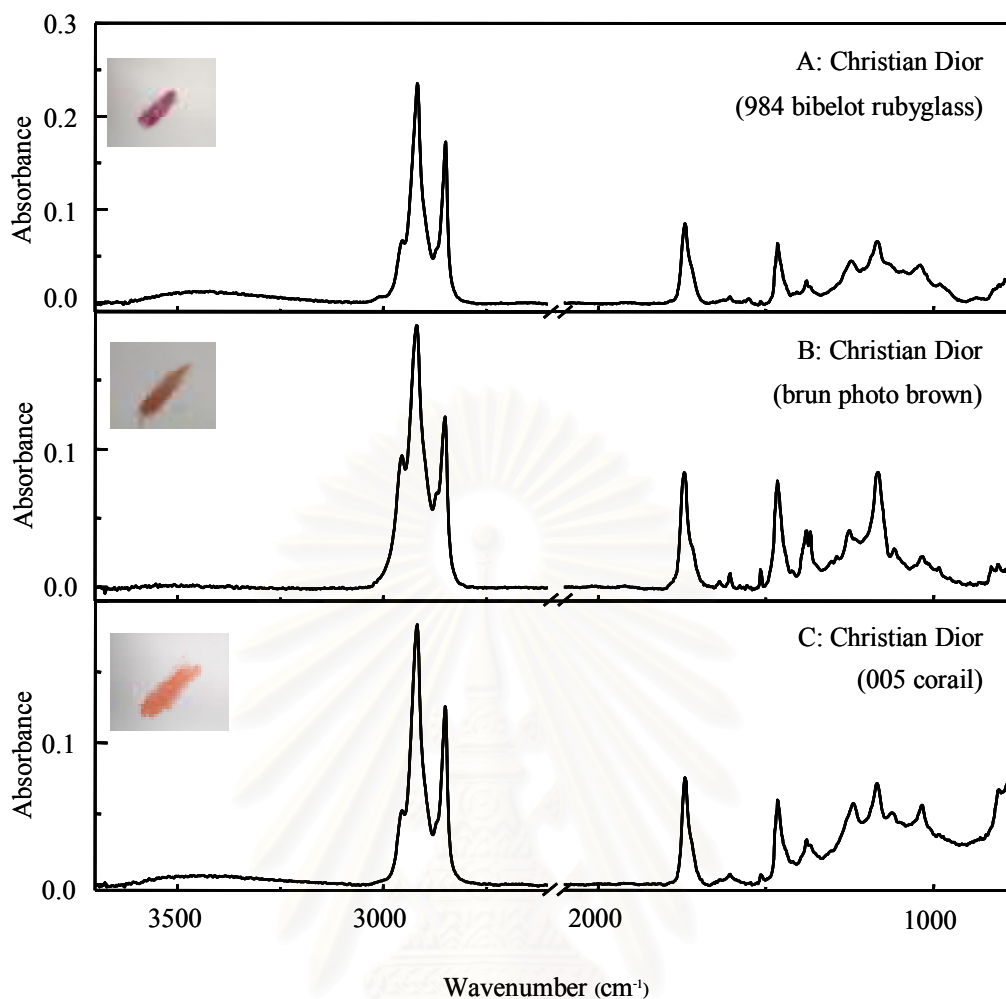 0.3
A: Christian Dior
(984 bibelot rubyglass)
0.2
Absorbance
0.1
0.0
B: Christian Dior
(brun photo brown)
Absorbance
0.1
0.0
C: Christian Dior
(005 corail)
Absorbance
0.1
0.0
3500 3000 2000 1000
Wavenumber (cm⁻¹)